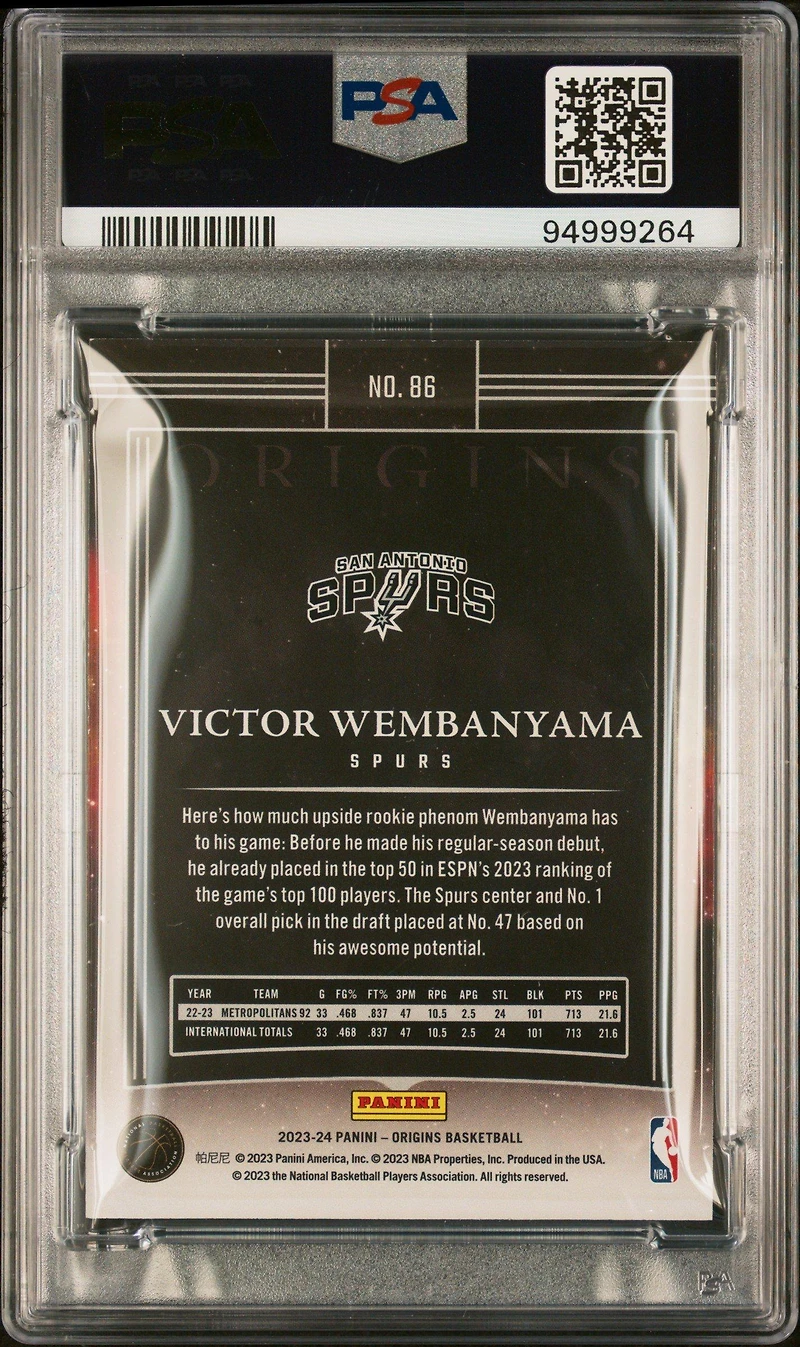 PSA
94999264
NO. 86
ORIGINS
SAN ANTONIO
SPURS
VICTOR WEMBANYAMA
SPURS
Here's how much upside rookie phenom Wembanyama has
to his game: Before he made his regular-season debut,
he already placed in the top 50 in ESPN's 2023 ranking of
the game's top 100 players. The Spurs center and No. 1
overall pick in the draft placed at No. 47 based on
his awesome potential.
YEAR TEAM G FG% FT% 3PM RPG APG STL BLK PTS PPG
22-23 METROPOLITANS 92 33 .468 .837 47 10.5 2.5 24 101 713 21.6
INTERNATIONAL TOTALS 33 .468 .837 47 10.5 2.5 24 101 713 21.6
PANINI
2023-24 PANINI – ORIGINS BASKETBALL
帕尼尼 © 2023 Panini America, Inc. © 2023 NBA Properties, Inc. Produced in the USA.
© 2023 the National Basketball Players Association. All rights reserved.
NBA
PSA